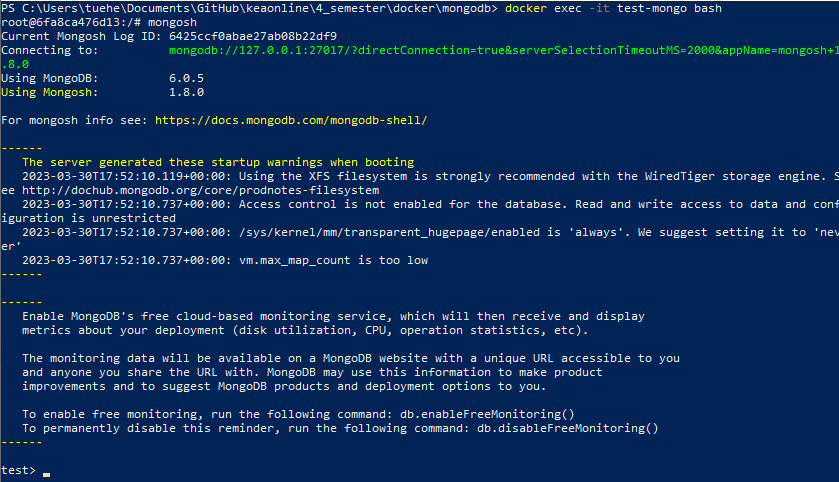 PS C:\Users\tuehe\Documents\GitHub\keaonline\4_semester\docker\mongodb> docker exec -it test-mongo bash
root@6fa8ca476d13:/# mongosh
Current Mongosh Log ID: 6425ccf0abae27ab08b22df9
Connecting to:          mongodb://127.0.0.1:27017/?directConnection=true&serverSelectionTimeoutMS=2000&appName=mongosh+1
.8.0
Using MongoDB:          6.0.5
Using Mongosh:          1.8.0

For mongosh info see: https://docs.mongodb.com/mongodb-shell/

------
   The server generated these startup warnings when booting
   2023-03-30T17:52:10.119+00:00: Using the XFS filesystem is strongly recommended with the WiredTiger storage engine. S
ee http://dochub.mongodb.org/core/prodnotes-filesystem
   2023-03-30T17:52:10.737+00:00: Access control is not enabled for the database. Read and write access to data and conf
iguration is unrestricted
   2023-03-30T17:52:10.737+00:00: /sys/kernel/mm/transparent_hugepage/enabled is 'always'. We suggest setting it to 'nev
er'
   2023-03-30T17:52:10.737+00:00: vm.max_map_count is too low
------

------
   Enable MongoDB's free cloud-based monitoring service, which will then receive and display
   metrics about your deployment (disk utilization, CPU, operation statistics, etc).

   The monitoring data will be available on a MongoDB website with a unique URL accessible to you
   and anyone you share the URL with. MongoDB may use this information to make product
   improvements and to suggest MongoDB products and deployment options to you.

   To enable free monitoring, run the following command: db.enableFreeMonitoring()
   To permanently disable this reminder, run the following command: db.disableFreeMonitoring()
------

test>